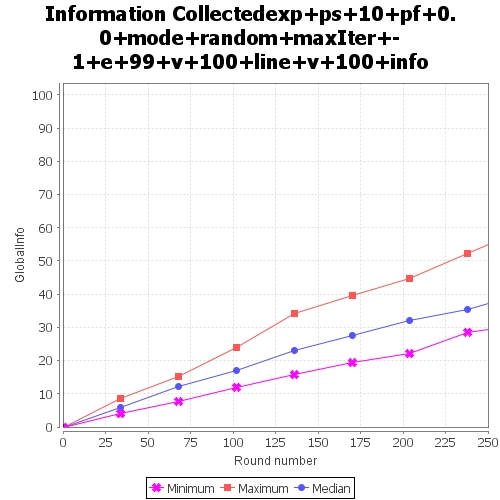 Information Collectedexp+ps+10+pf+0.
0+mode+random+maxIter+-
1+e+99+v+100+line+v+100+info
GlobalInfo
100
90
80
70
60
50
40
30
20
10
0
0 25 50 75 100 125 150 175 200 225 250
Round number
Minimum Maximum Median